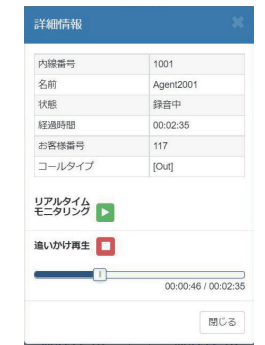 詳細情報
内線番号 1001
名前 Agent2001
状態 録音中
経過時間 00:02:35
お客様番号 117
コールタイプ [Out]
リアルタイム
モニタリング
追いかけ再生
00:00:46 / 00:02:35
閉じる